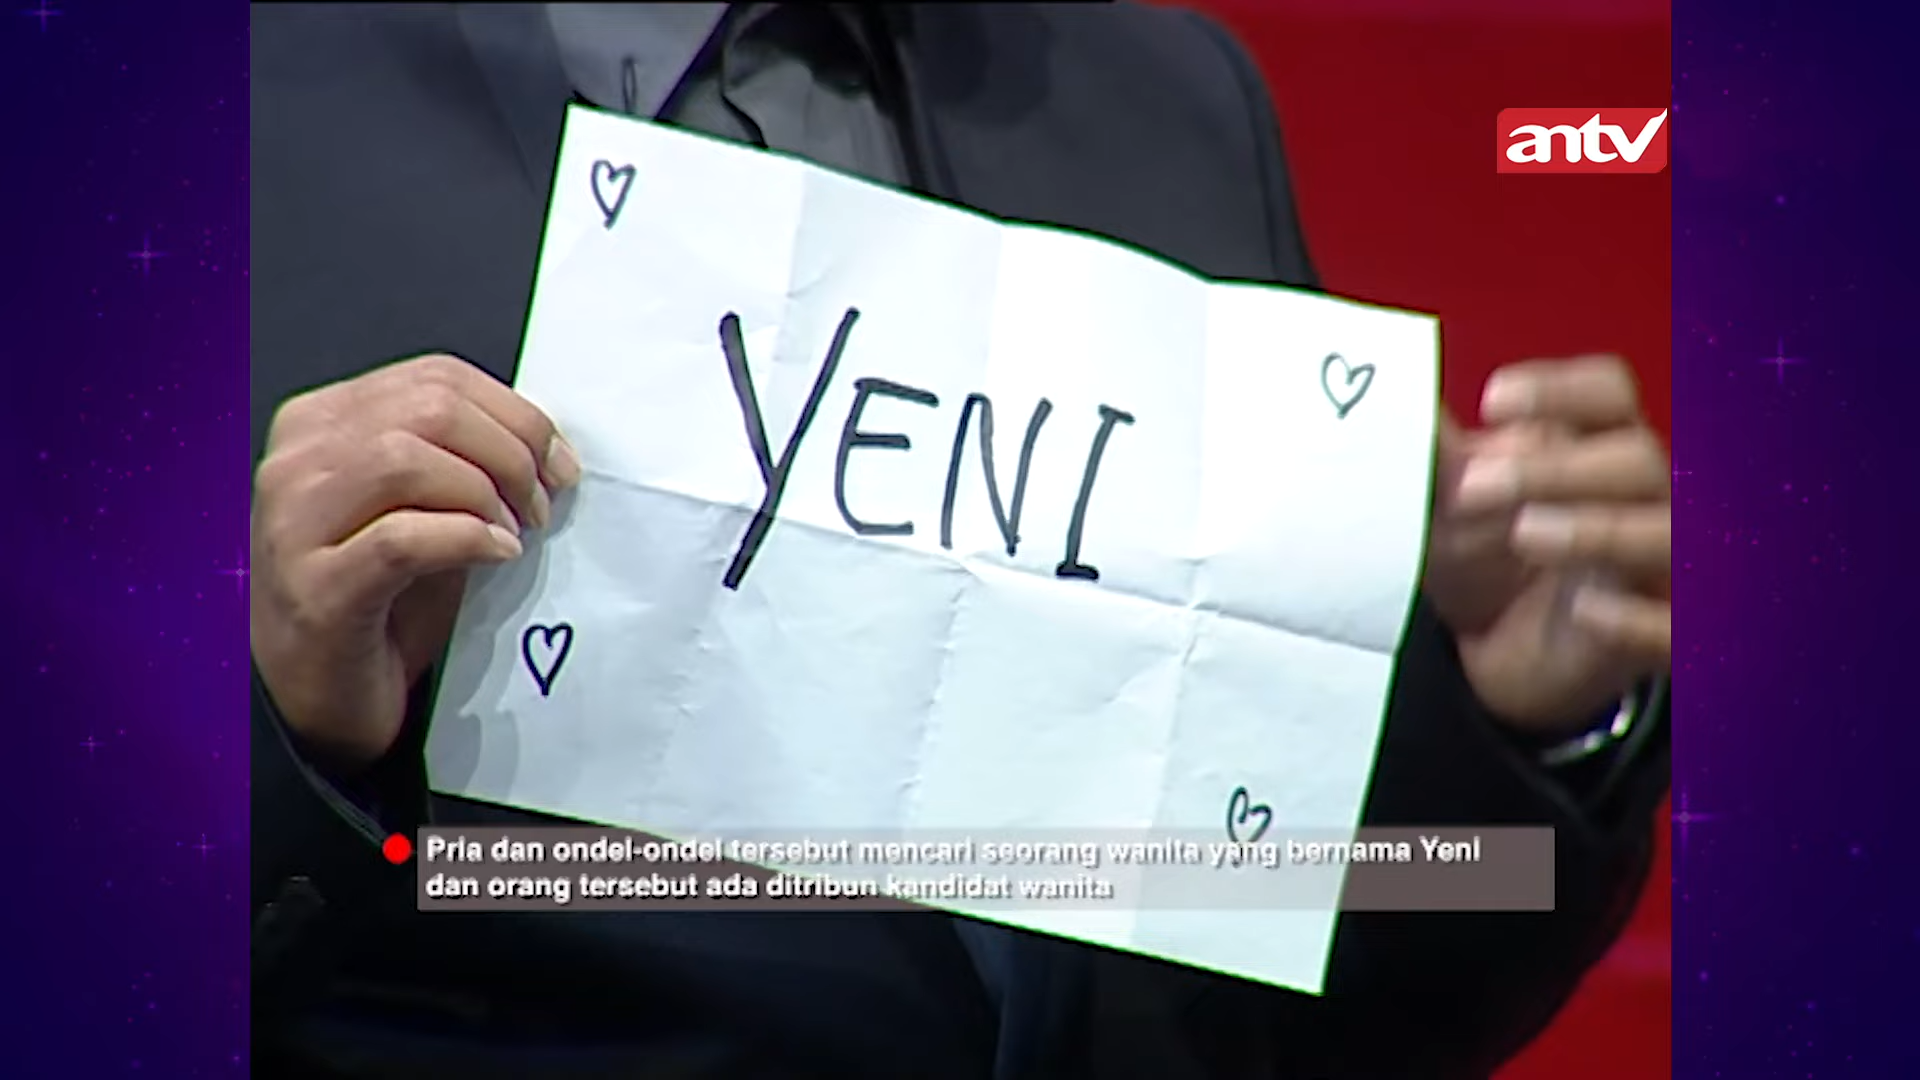 antv
YENI
Pria dan ondel-ondel tersebut mencari seorang wanita yang bernama Yeni
dan orang tersebut ada ditribun kandidat wanita